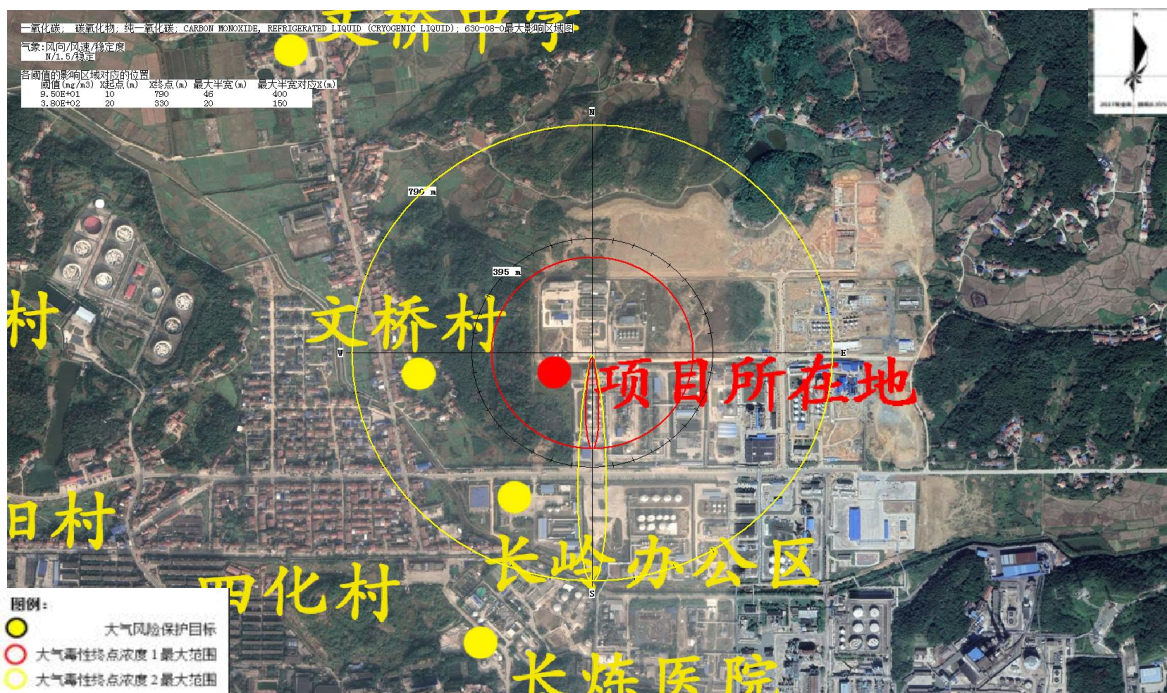 一氧化碳; 碳氧化物; 纯一氧化碳; CARBON MONOXIDE, REFRIGERATED LIQUID (CRYOGENIC LIQUID); 630-08-0最大影响区域图
气象:风向/风速/稳定度
N/1.5/稳定
各阈值的影响区域对应的位置
阈值(mg/m3) X起点(m) X终点(m) 最大半宽(m) 最大半宽对应X(m)
9.50E+01 10 790 46 400
3.80E+02 20 330 20 150
文桥中学
N
790 m
395 m
村
文桥村
W
E
项目所在地
旧村
长岭办公区
四化村
S
长炼医院
图例:
大气风险保护目标
大气毒性终点浓度1最大范围
大气毒性终点浓度2最大范围